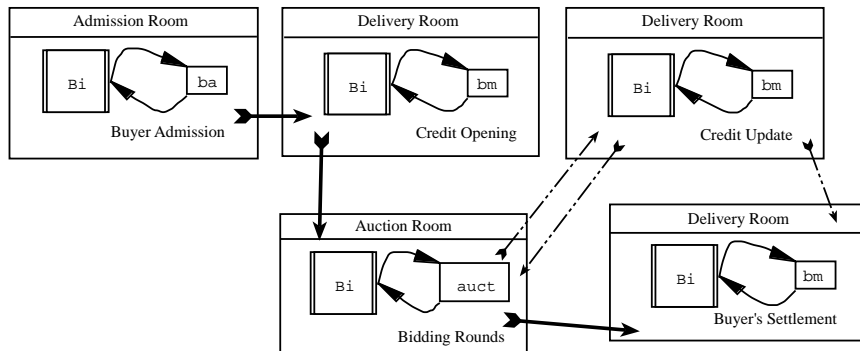 Admission Room
Bi
ba
Buyer Admission
Delivery Room
Bi
bm
Credit Opening
Delivery Room
Bi
bm
Credit Update
Auction Room
Bi
auct
Bidding Rounds
Delivery Room
Bi
bm
Buyer's Settlement